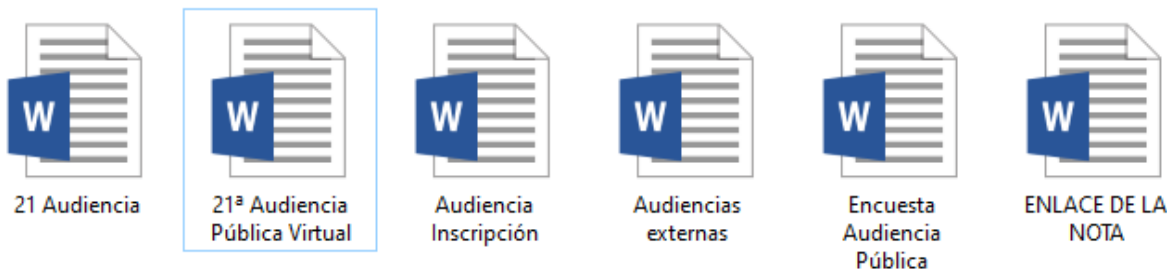 W W W W W W
21 Audiencia
21ª Audiencia
Pública Virtual
Audiencia
Inscripción
Audiencias
externas
Encuesta
Audiencia
Pública
ENLACE DE LA
NOTA